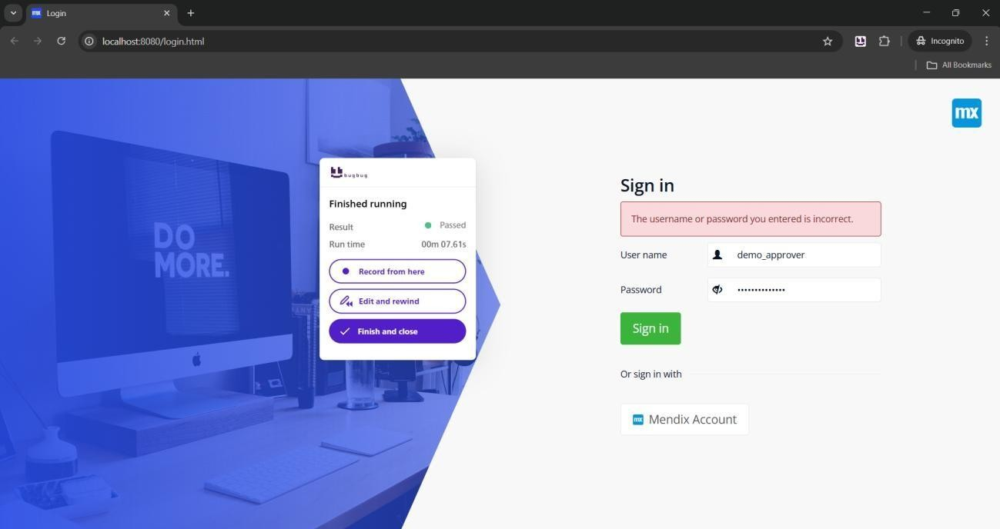 mx Login
localhost:8080/login.html
Incognito
All Bookmarks
mx
DO
MORE.
bugbug
Finished running
Result Passed
Run time 00m 07.61s
Record from here
Edit and rewind
Finish and close
Sign in
The username or password you entered is incorrect.
User name demo_approver
Password ••••••••••••••
Sign in
Or sign in with
mx Mendix Account